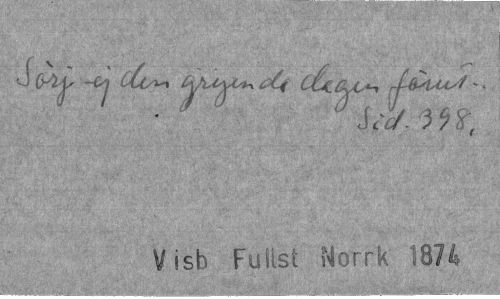 Sörj ej den gryende dagen förut..
Sid. 398.
Visb Fullst Norrk 1874